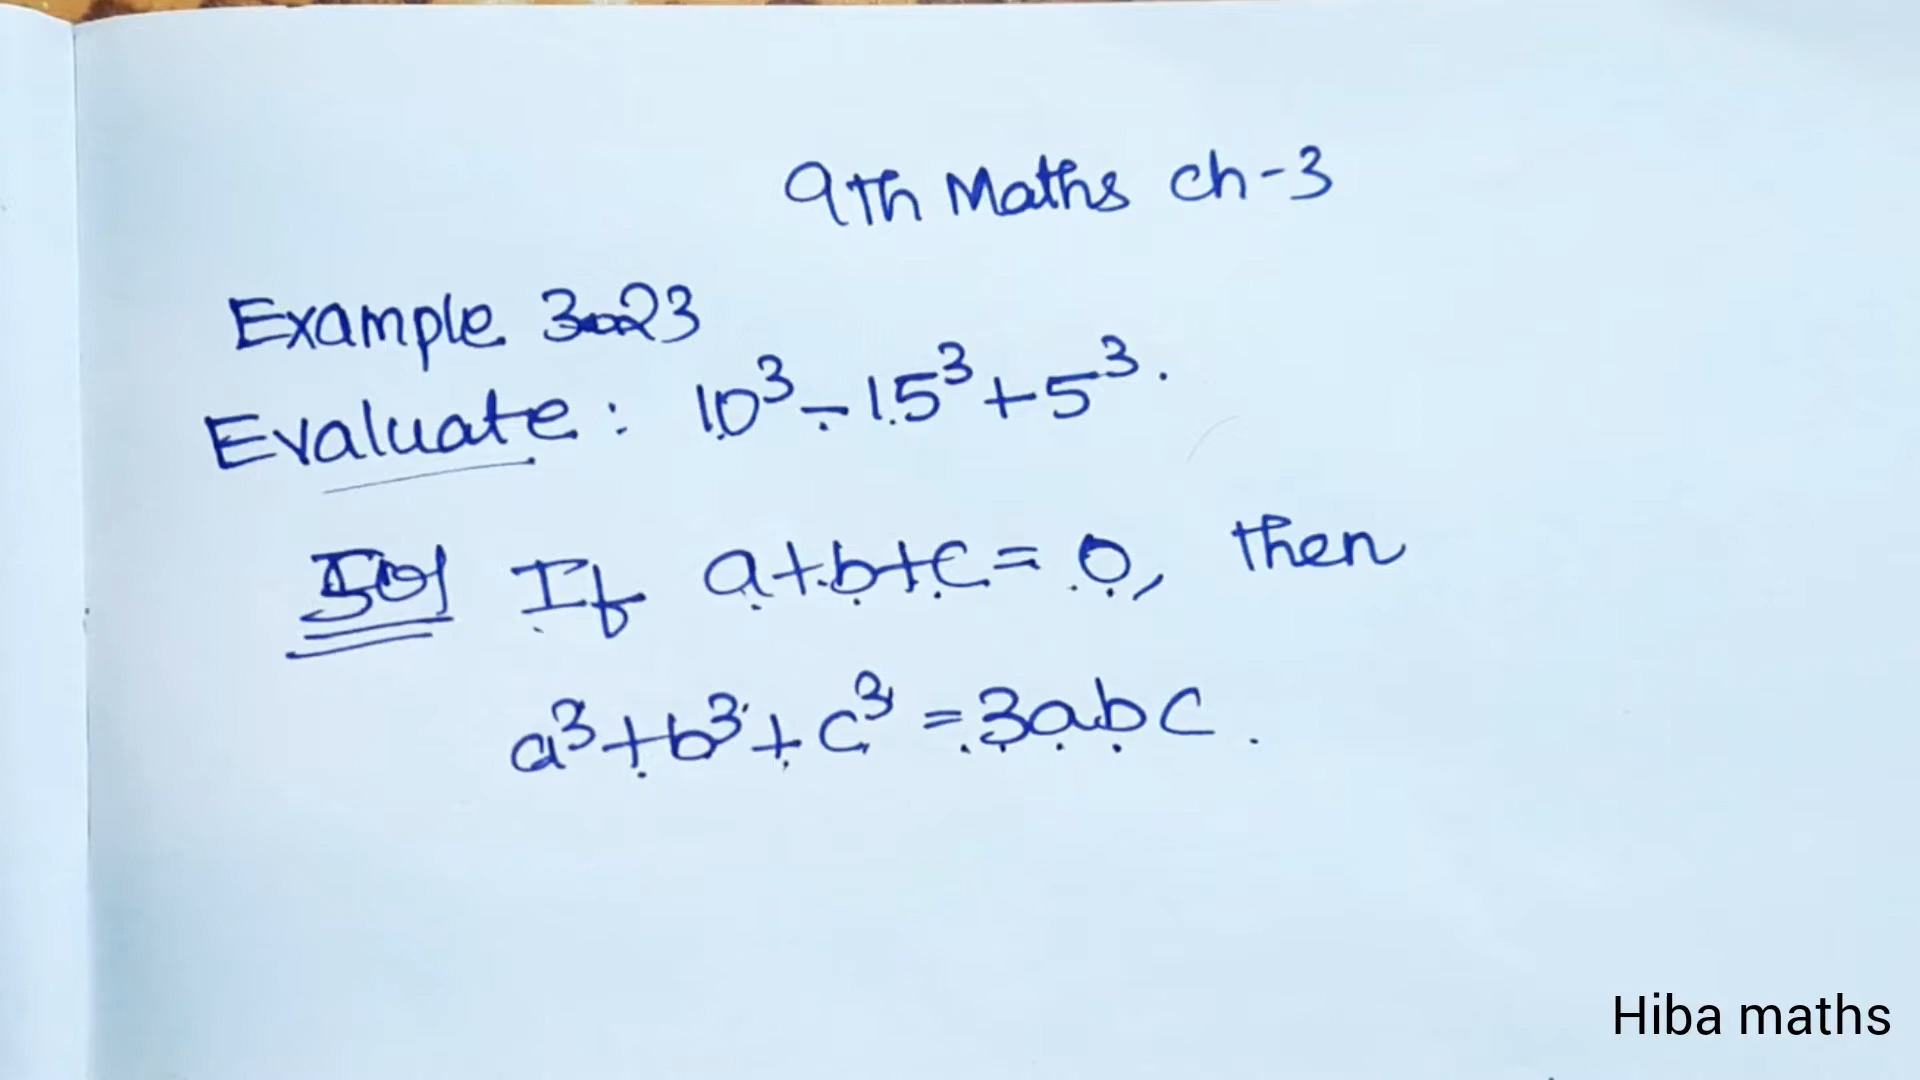 9th Maths ch-3
Example 3.23
Evaluate: 10³ - 15³ + 5³.
Sol If a+b+c = 0, then
a³+b³+c³ = 3abc.
Hiba maths